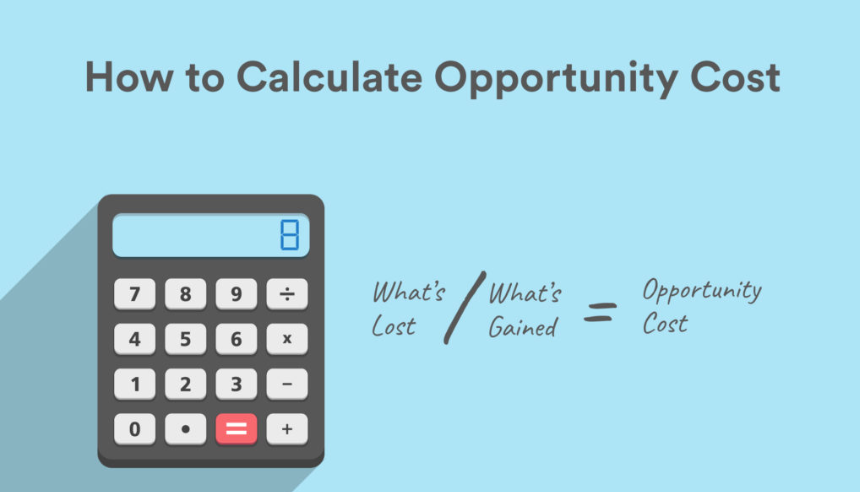 How to Calculate Opportunity Cost
8
7 8 9 ÷
4 5 6 x
1 2 3 −
0 • = +
What's / What's = Opportunity
Lost Gained Cost